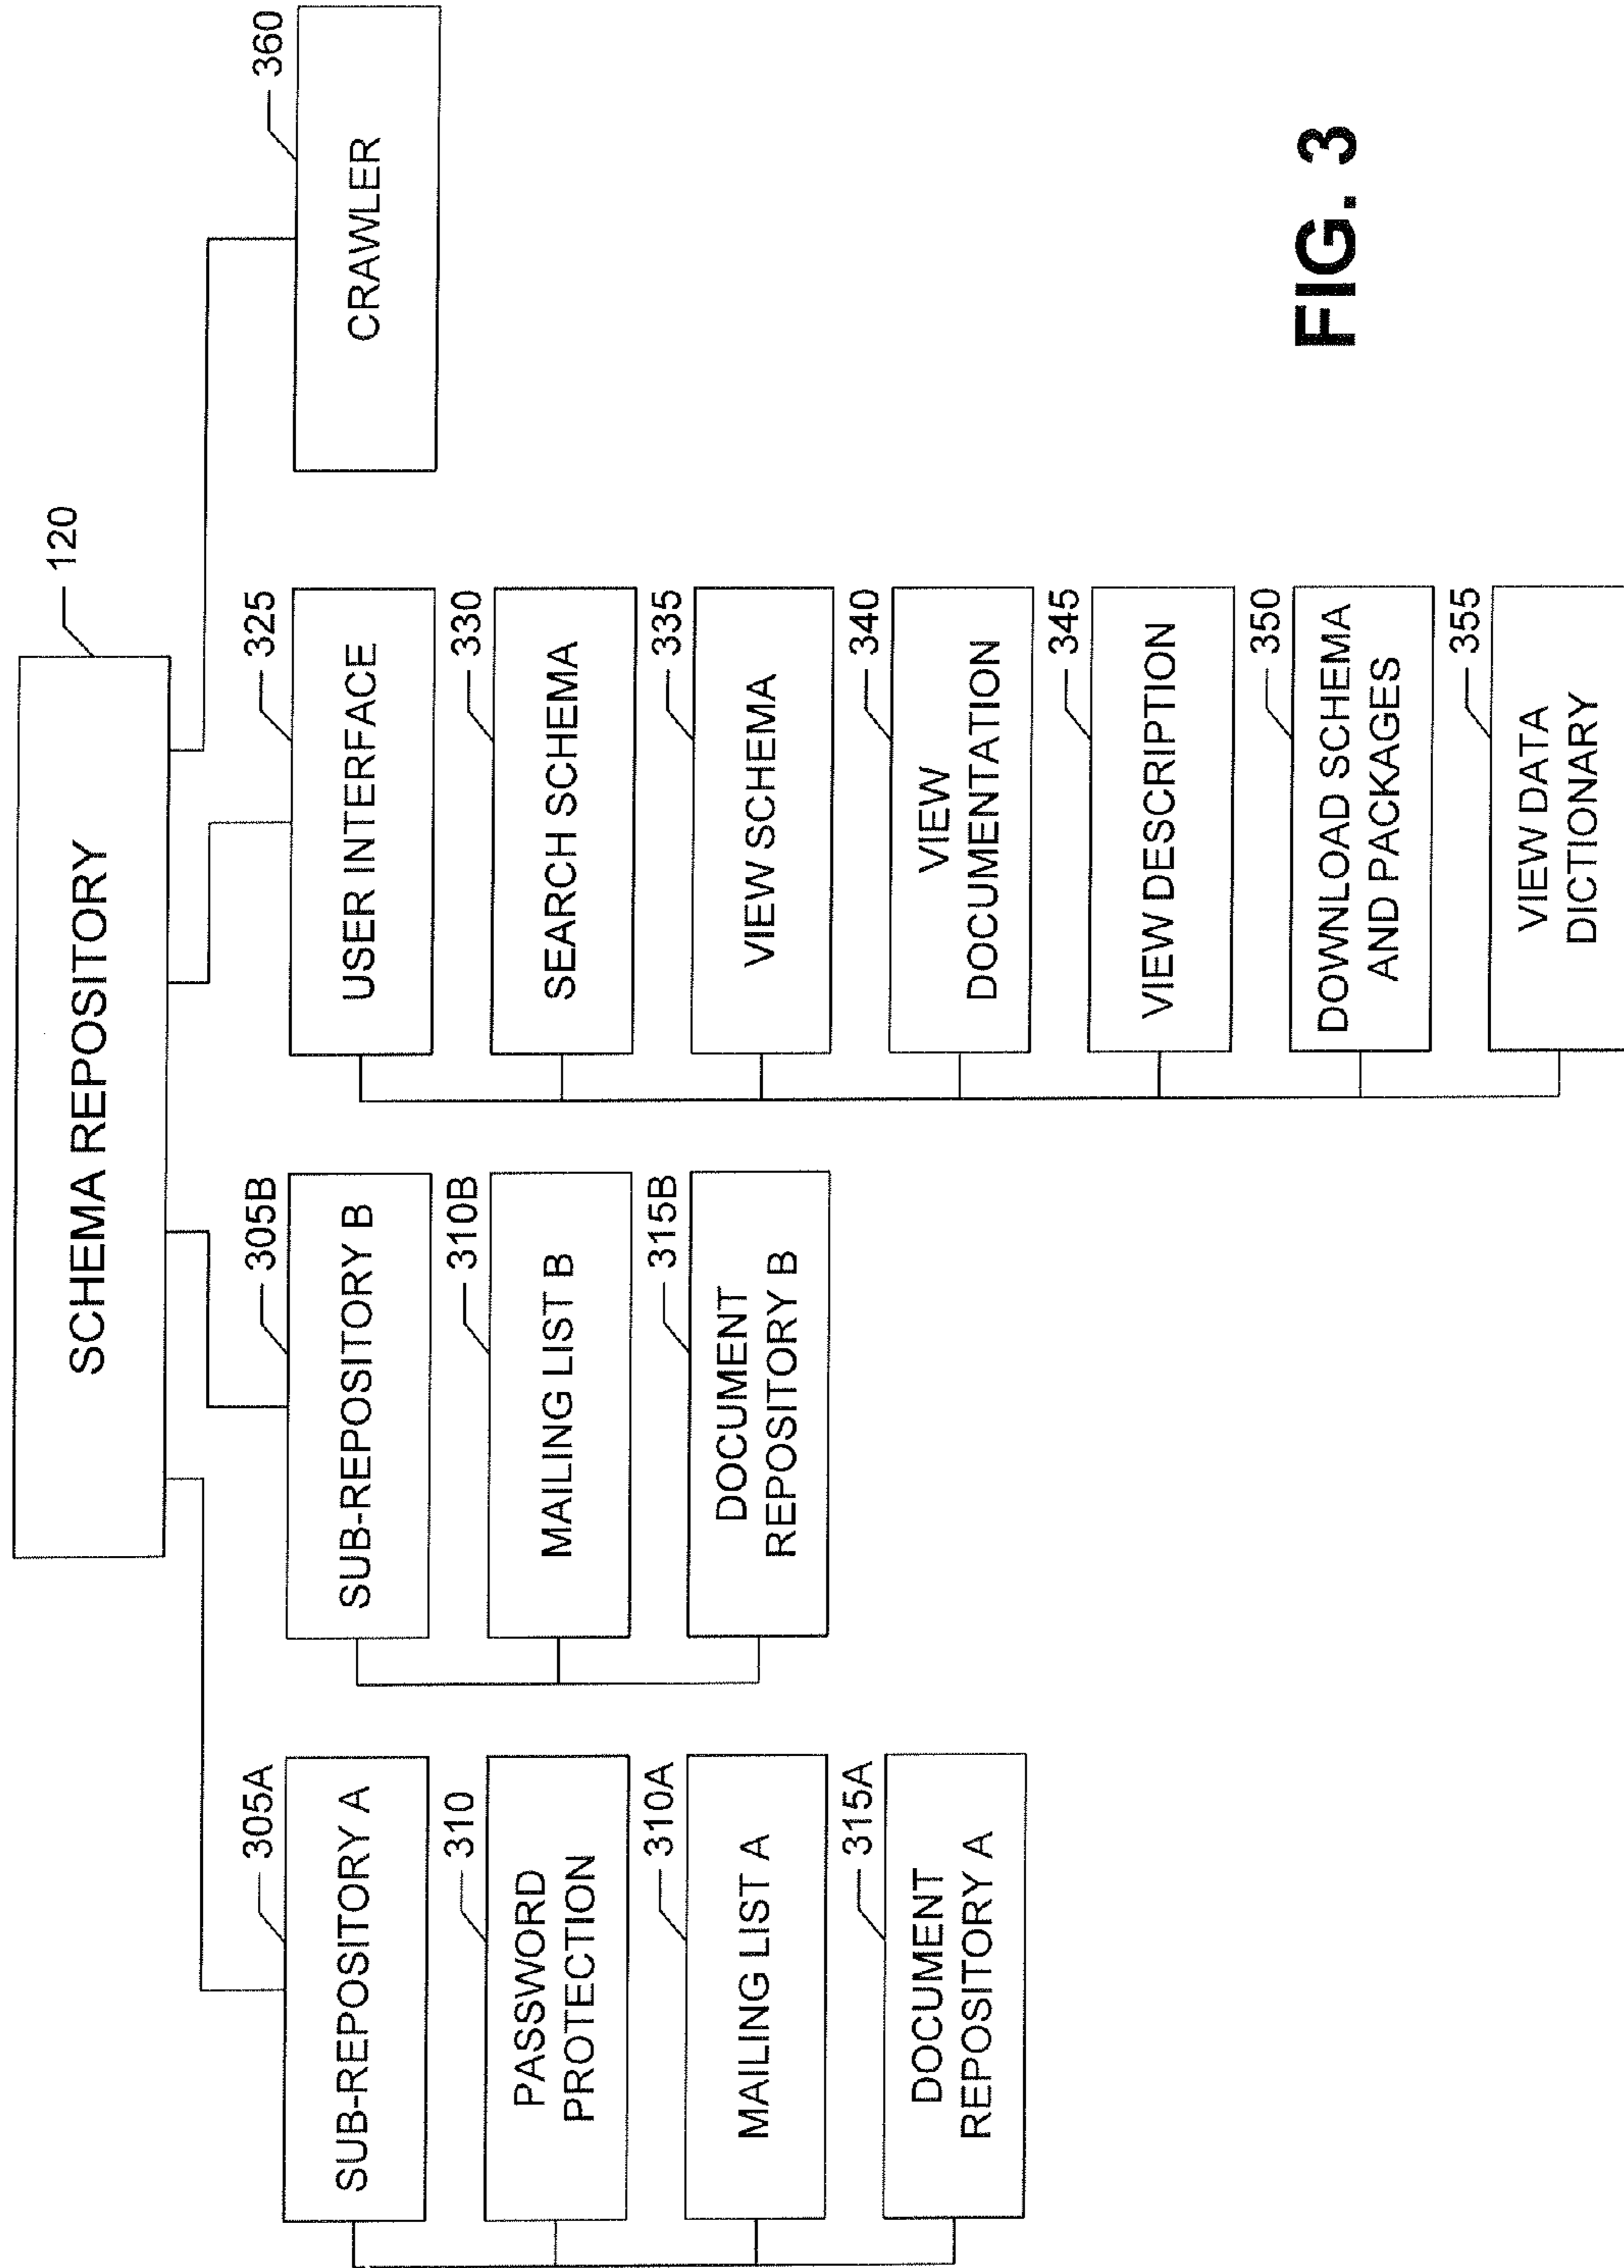 SCHEMA REPOSITORY
120
305A
SUB-REPOSITORY A
310
PASSWORD
PROTECTION
310A
MAILING LIST A
315A
DOCUMENT
REPOSITORY A
305B
SUB-REPOSITORY B
310B
MAILING LIST B
315B
DOCUMENT
REPOSITORY B
325
USER INTERFACE
330
SEARCH SCHEMA
335
VIEW SCHEMA
340
VIEW
DOCUMENTATION
345
VIEW DESCRIPTION
350
DOWNLOAD SCHEMA
AND PACKAGES
355
VIEW DATA
DICTIONARY
360
CRAWLER
FIG. 3